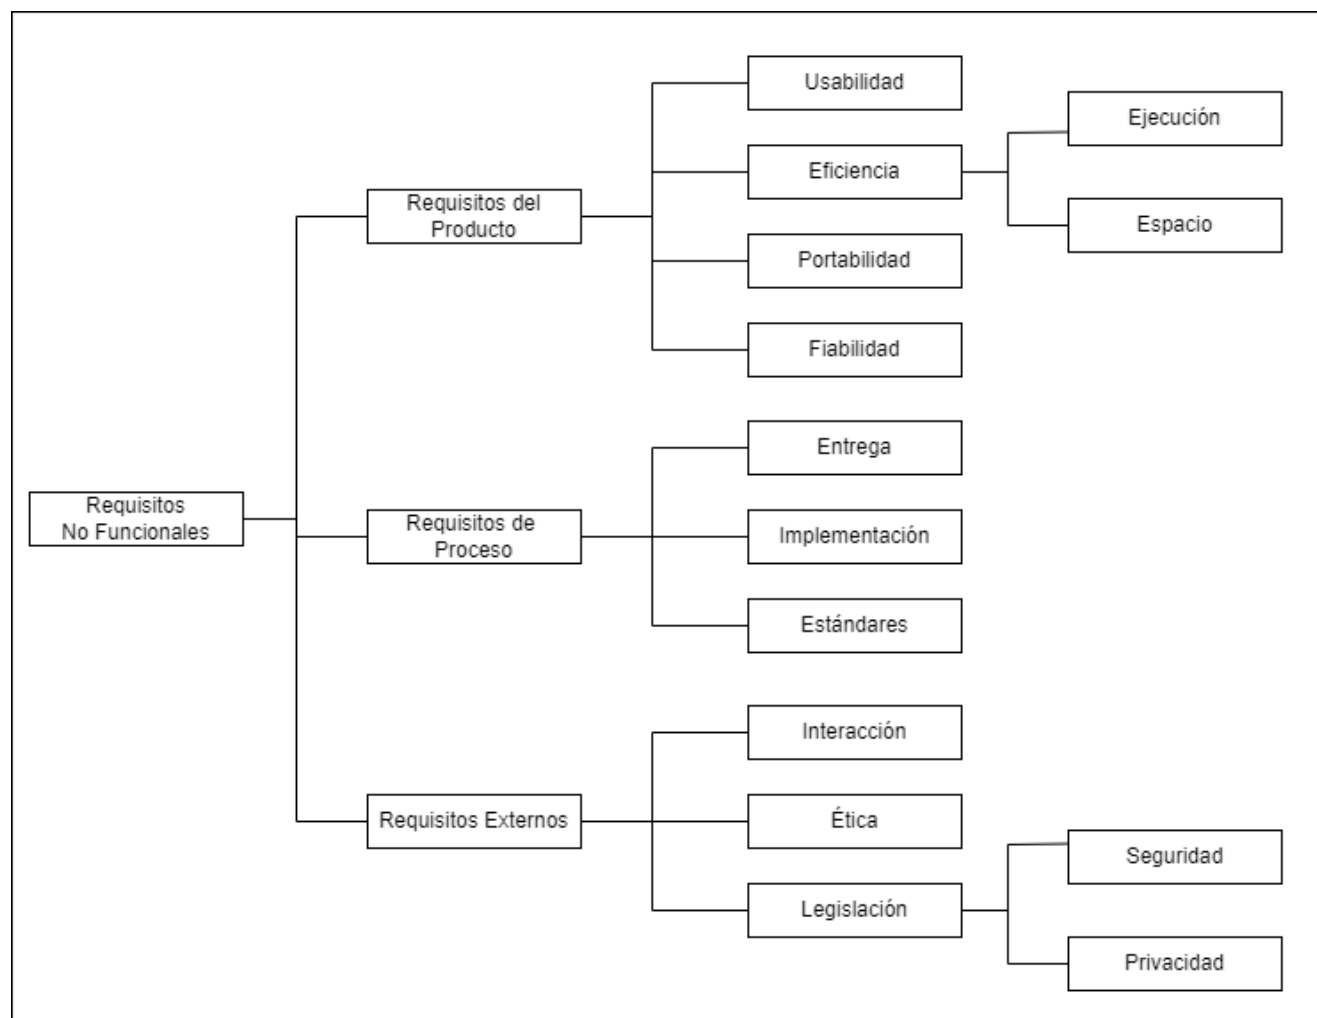 Requisitos
No Funcionales
Requisitos del
Producto
Usabilidad
Eficiencia
Ejecución
Espacio
Portabilidad
Fiabilidad
Requisitos de
Proceso
Entrega
Implementación
Estándares
Requisitos Externos
Interacción
Ética
Legislación
Seguridad
Privacidad